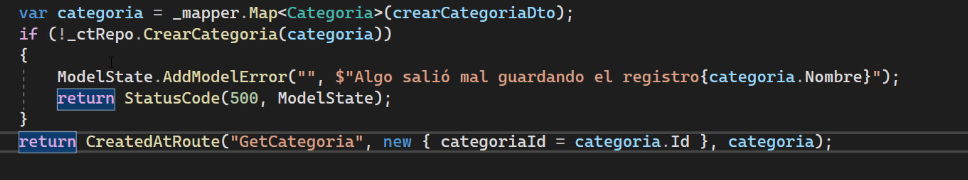 var categoria = _mapper.Map<Categoria>(crearCategoriaDto);
if (!_ctRepo.CrearCategoria(categoria))
{
ModelState.AddModelError("", $"Algo salió mal guardando el registro{categoria.Nombre}");
return StatusCode(500, ModelState);
}
return CreatedAtRoute("GetCategoria", new { categoriaId = categoria.Id }, categoria);